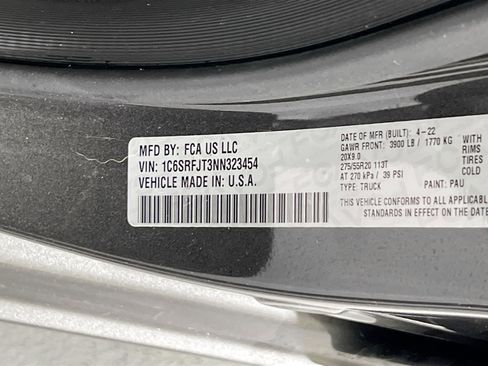 MFD BY: FCA US LLC
VIN: 1C6SRFJT3NN323454
VEHICLE MADE IN: U.S.A.
DATE OF MFR (BUILT): 4-22
GAWR FRONT: 3900 LB / 1770 KG WITH
20X9.0 RIMS
275/55R20 113T TIRES
AT 270 kPa / 39 PSI COLD
TYPE: TRUCK PAINT: PAU
THIS VEHICLE CONFORMS TO ALL APPLICABLE
STANDARDS IN EFFECT ON THE DATE OF